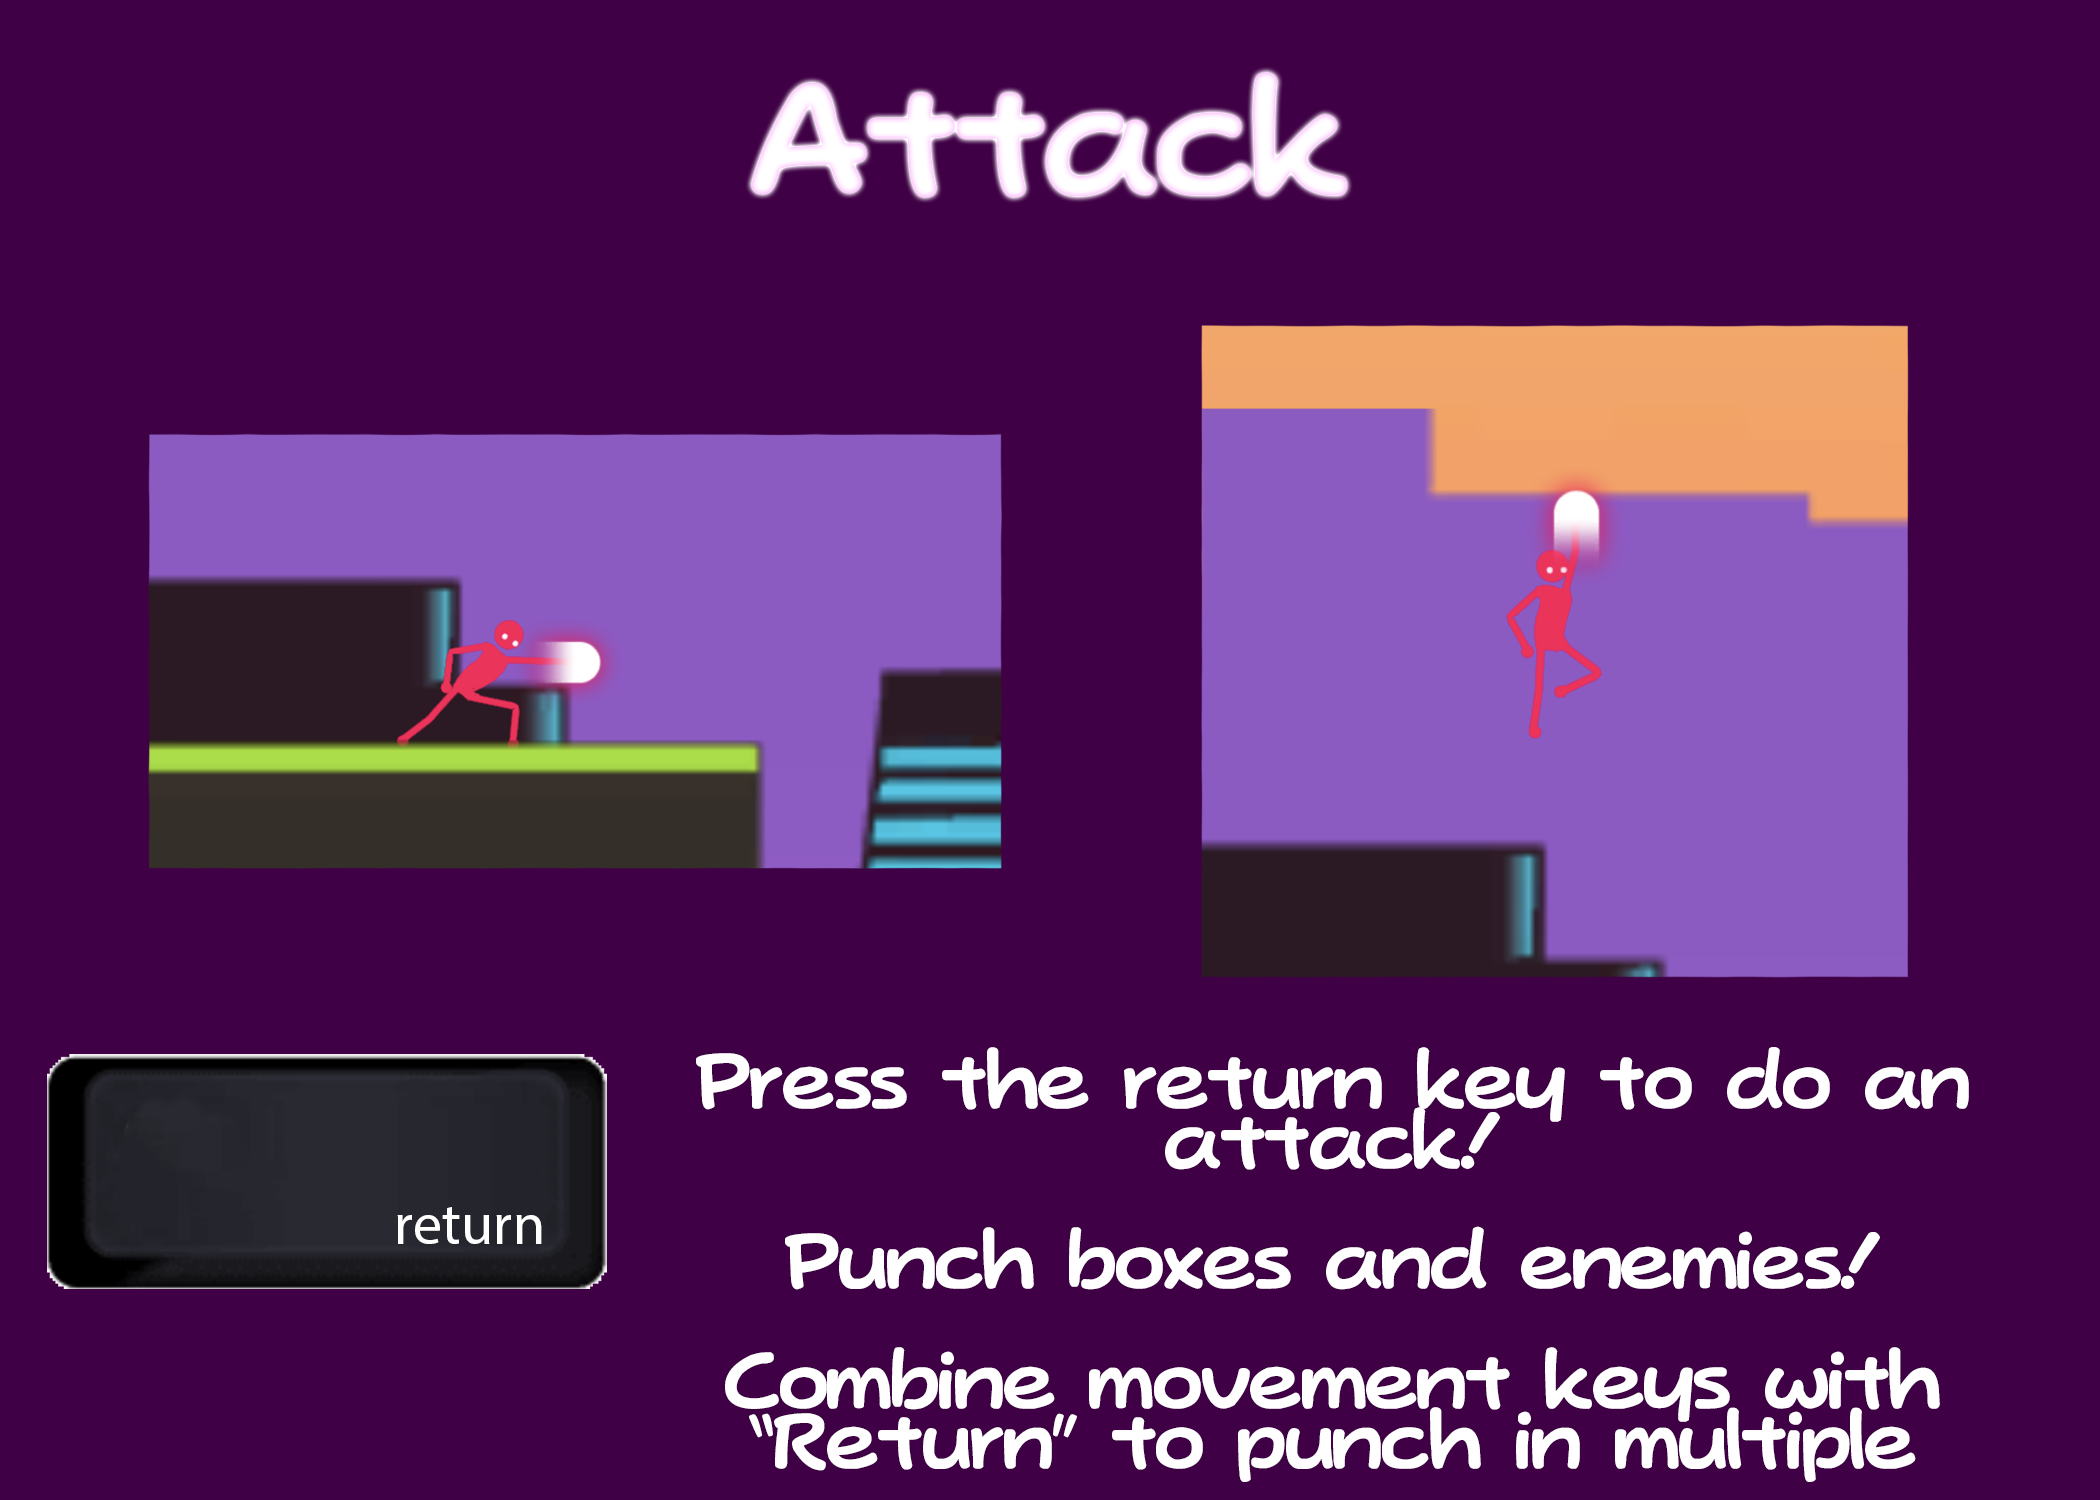 Attack
return
Press the return key to do an
attack!
Punch boxes and enemies!
Combine movement keys with
"Return" to punch in multiple